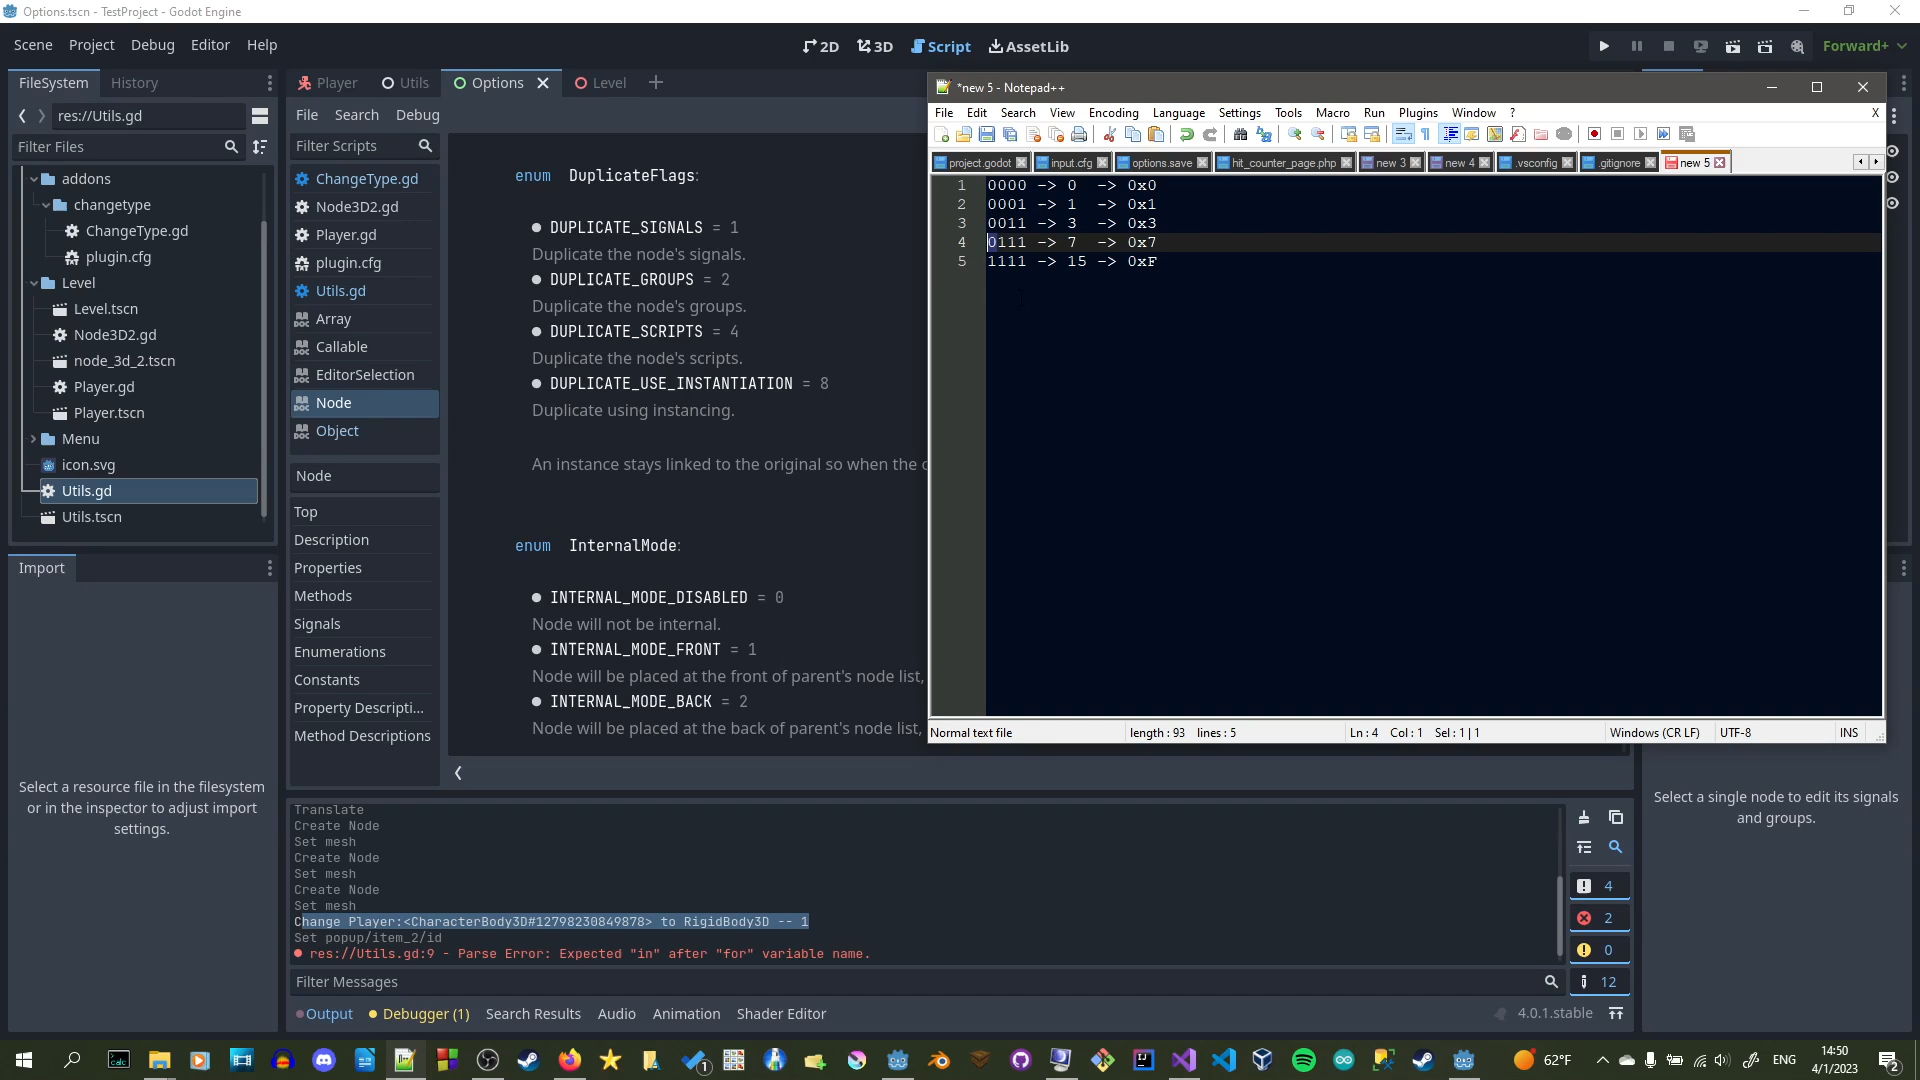 Options.tscn - TestProject - Godot Engine
Scene Project Debug Editor Help
2D 3D Script AssetLib
Forward+
FileSystem History
res://Utils.gd
Filter Files
addons
changetype
ChangeType.gd
plugin.cfg
Level
Level.tscn
Node3D2.gd
node_3d_2.tscn
Player.gd
Player.tscn
Menu
icon.svg
Utils.gd
Utils.tscn
Import
Select a resource file in the filesystem
or in the inspector to adjust import
settings.
Player Utils Options Level
File Search Debug
Filter Scripts
ChangeType.gd
Node3D2.gd
Player.gd
plugin.cfg
Utils.gd
Array
Callable
EditorSelection
Node
Object
Node
Top
Description
Properties
Methods
Signals
Enumerations
Constants
Property Descripti...
Method Descriptions
enum DuplicateFlags:
DUPLICATE_SIGNALS = 1
Duplicate the node's signals.
DUPLICATE_GROUPS = 2
Duplicate the node's groups.
DUPLICATE_SCRIPTS = 4
Duplicate the node's scripts.
DUPLICATE_USE_INSTANTIATION = 8
Duplicate using instancing.
An instance stays linked to the original so when the
enum InternalMode:
INTERNAL_MODE_DISABLED = 0
Node will not be internal.
INTERNAL_MODE_FRONT = 1
Node will be placed at the front of parent's node list,
INTERNAL_MODE_BACK = 2
Node will be placed at the back of parent's node list,
*new 5 - Notepad++
File Edit Search View Encoding Language Settings Tools Macro Run Plugins Window ? X
project.godot input.cfg options.save hit_counter_page.php new 3 new 4 .vsconfig .gitignore new 5
1 0000 -> 0 -> 0x0
2 0001 -> 1 -> 0x1
3 0011 -> 3 -> 0x3
4 0111 -> 7 -> 0x7
5 1111 -> 15 -> 0xF
Normal text file length : 93 lines : 5 Ln : 4 Col : 1 Sel : 1 | 1 Windows (CR LF) UTF-8 INS
Translate
Create Node
Set mesh
Create Node
Set mesh
Create Node
Set mesh
Change Player:<CharacterBody3D#12798230849878> to RigidBody3D -- 1
Set popup/item_2/id
res://Utils.gd:9 - Parse Error: Expected "in" after "for" variable name.
Filter Messages
4
2
0
12
Output Debugger (1) Search Results Audio Animation Shader Editor
4.0.1.stable
Select a single node to edit its signals
and groups.
62°F
ENG
14:50
4/1/2023
1
2